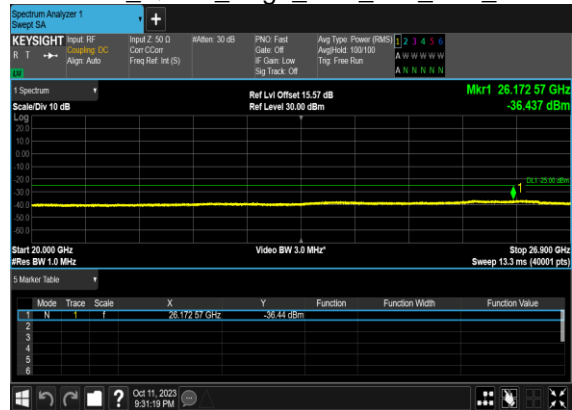 Spectrum Analyzer 1
Swept SA
KEYSIGHT
R T
LXI
Input: RF
Coupling: DC
Align: Auto
Input Z: 50 Ω
Corr CCorr
Freq Ref: Int (S)
#Atten: 30 dB
PNO: Fast
Gate: Off
IF Gain: Low
Sig Track: Off
Avg Type: Power (RMS)
Avg|Hold: 100/100
Trig: Free Run
1 2 3 4 5 6
A W W W W W
A N N N N N
1 Spectrum
Scale/Div 10 dB
Ref Lvl Offset 15.57 dB
Ref Level 30.00 dBm
Mkr1 26.172 57 GHz
-36.437 dBm
Log
20.0
10.0
0.00
-10.0
-20.0
-30.0
-40.0
-50.0
-60.0
DL1 -25.00 dBm
1
Start 20.000 GHz
#Res BW 1.0 MHz
Video BW 3.0 MHz*
Stop 26.900 GHz
Sweep 13.3 ms (40001 pts)
5 Marker Table
Mode Trace Scale X Y Function Function Width Function Value
1 N 1 f 26.172 57 GHz -36.44 dBm
2
3
4
5
6
?
Oct 11, 2023
9:31:19 PM